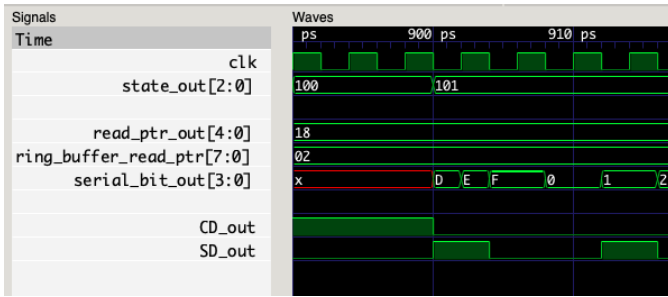 Signals Waves
Time ps 900 ps 910 ps
clk
state_out[2:0] 100 101
read_ptr_out[4:0] 18
ring_buffer_read_ptr[7:0] 02
serial_bit_out[3:0] x D E F 0 1 2
CD_out
SD_out